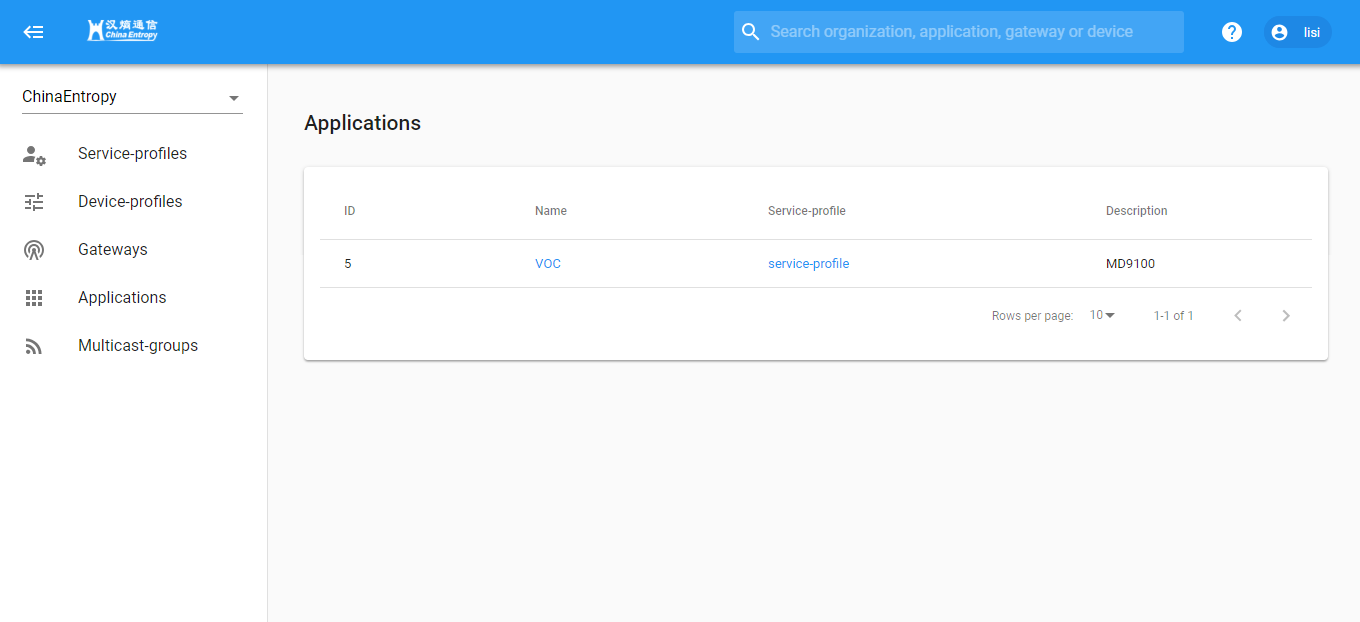 汉熵通信
China Entropy
Search organization, application, gateway or device
?
lisi
ChinaEntropy
Service-profiles
Device-profiles
Gateways
Applications
Multicast-groups
Applications
ID Name Service-profile Description
5 VOC service-profile MD9100
Rows per page: 10 1-1 of 1